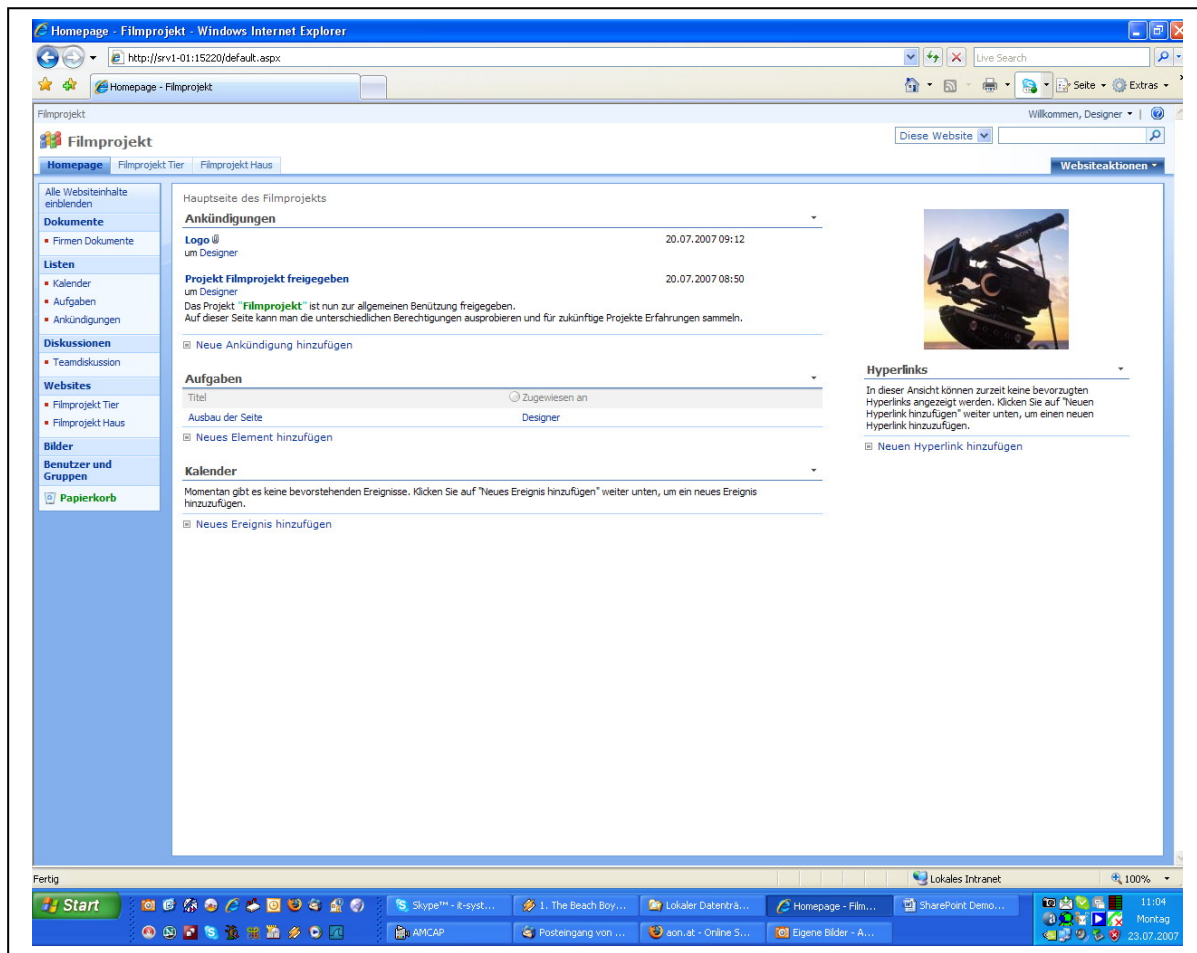 Homepage - Filmprojekt - Windows Internet Explorer
http://srv1-01:15220/default.aspx
Live Search
Homepage - Filmprojekt
Seite
Extras
Filmprojekt
Willkommen, Designer
Filmprojekt
Diese Website
Homepage
Filmprojekt Tier
Filmprojekt Haus
Websiteaktionen
Alle Websiteinhalte
einblenden
Dokumente
Firmen Dokumente
Listen
Kalender
Aufgaben
Ankündigungen
Diskussionen
Teamdiskussion
Websites
Filmprojekt Tier
Filmprojekt Haus
Bilder
Benutzer und
Gruppen
Papierkorb
Hauptseite des Filmprojekts
Ankündigungen
Logo
20.07.2007 09:12
um Designer
Projekt Filmprojekt freigegeben
20.07.2007 08:50
um Designer
Das Projekt "Filmprojekt" ist nun zur allgemeinen Benützung freigegeben.
Auf dieser Seite kann man die unterschiedlichen Berechtigungen ausprobieren und für zukünftige Projekte Erfahrungen sammeln.
Neue Ankündigung hinzufügen
Aufgaben
Titel
Zugewiesen an
Ausbau der Seite
Designer
Neues Element hinzufügen
Kalender
Momentan gibt es keine bevorstehenden Ereignisse. Klicken Sie auf "Neues Ereignis hinzufügen" weiter unten, um ein neues Ereignis
hinzuzufügen.
Neues Ereignis hinzufügen
SONY
Hyperlinks
In dieser Ansicht können zurzeit keine bevorzugten
Hyperlinks angezeigt werden. Klicken Sie auf "Neuen
Hyperlink hinzufügen" weiter unten, um einen neuen
Hyperlink hinzuzufügen.
Neuen Hyperlink hinzufügen
Fertig
Lokales Intranet
100%
Start
Skype™ - it-syst...
1. The Beach Boy...
Lokaler Datenträ...
Homepage - Film...
SharePoint Demo...
11:04
AMCAP
Posteingang von ...
aon.at - Online S...
Eigene Bilder - A...
Montag
23.07.2007